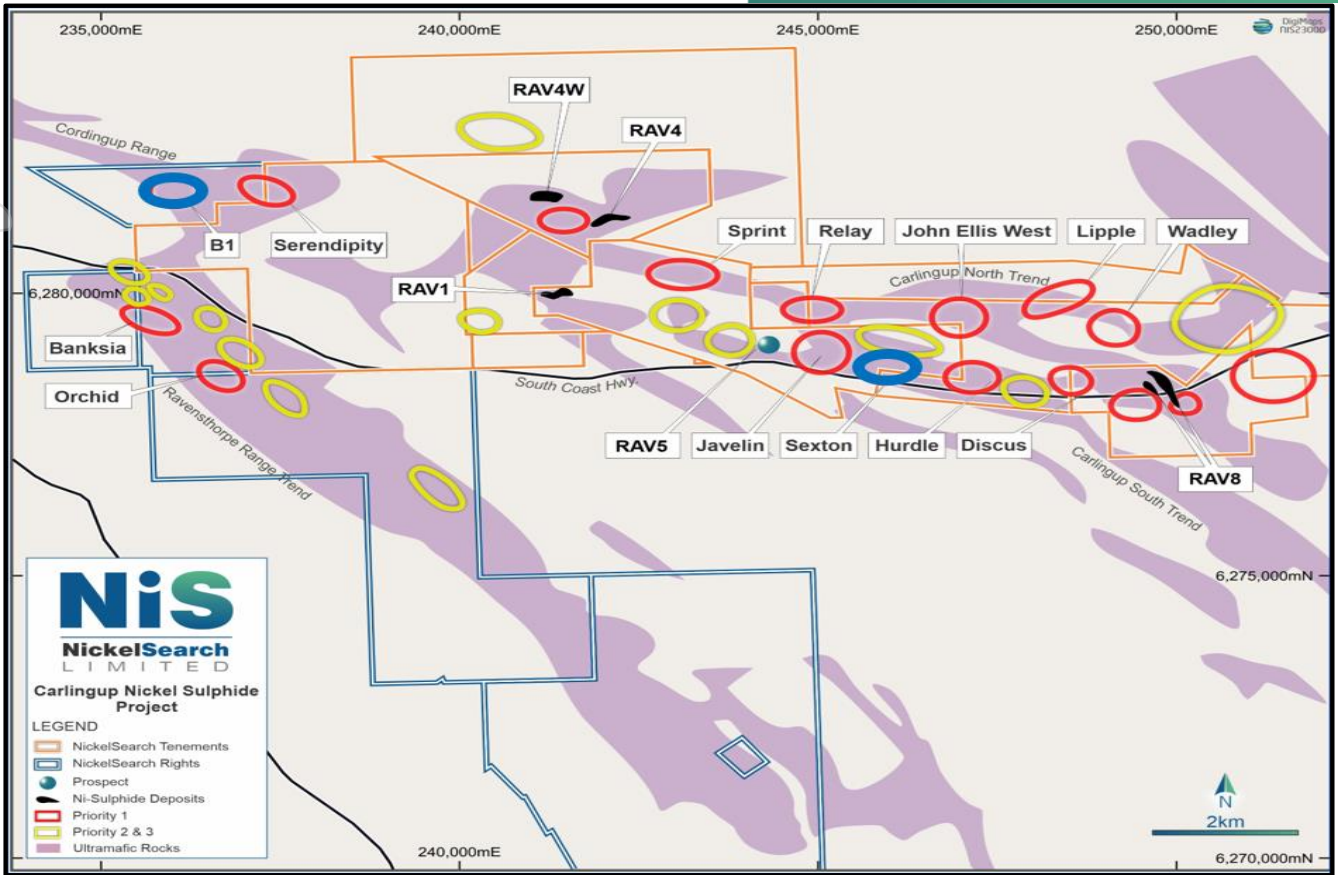 235,000mE
240,000mE
245,000mE
250,000mE
DigiMaps
NIS23000
RAV4W
RAV4
Cordingup Range
B1
Serendipity
Sprint
Relay
John Ellis West
Lipple
Wadley
Carlingup North Trend
RAV1
6,280,000mN
Banksia
Orchid
South Coast Hwy.
Ravensthorpe Range Trend
RAV5
Javelin
Sexton
Hurdle
Discus
Carlingup South Trend
RAV8
6,275,000mN
NiS
NickelSearch
LIMITED
Carlingup Nickel Sulphide
Project
LEGEND
NickelSearch Tenements
NickelSearch Rights
Prospect
Ni-Sulphide Deposits
Priority 1
Priority 2 & 3
Ultramafic Rocks
240,000mE
N
2km
6,270,000mN